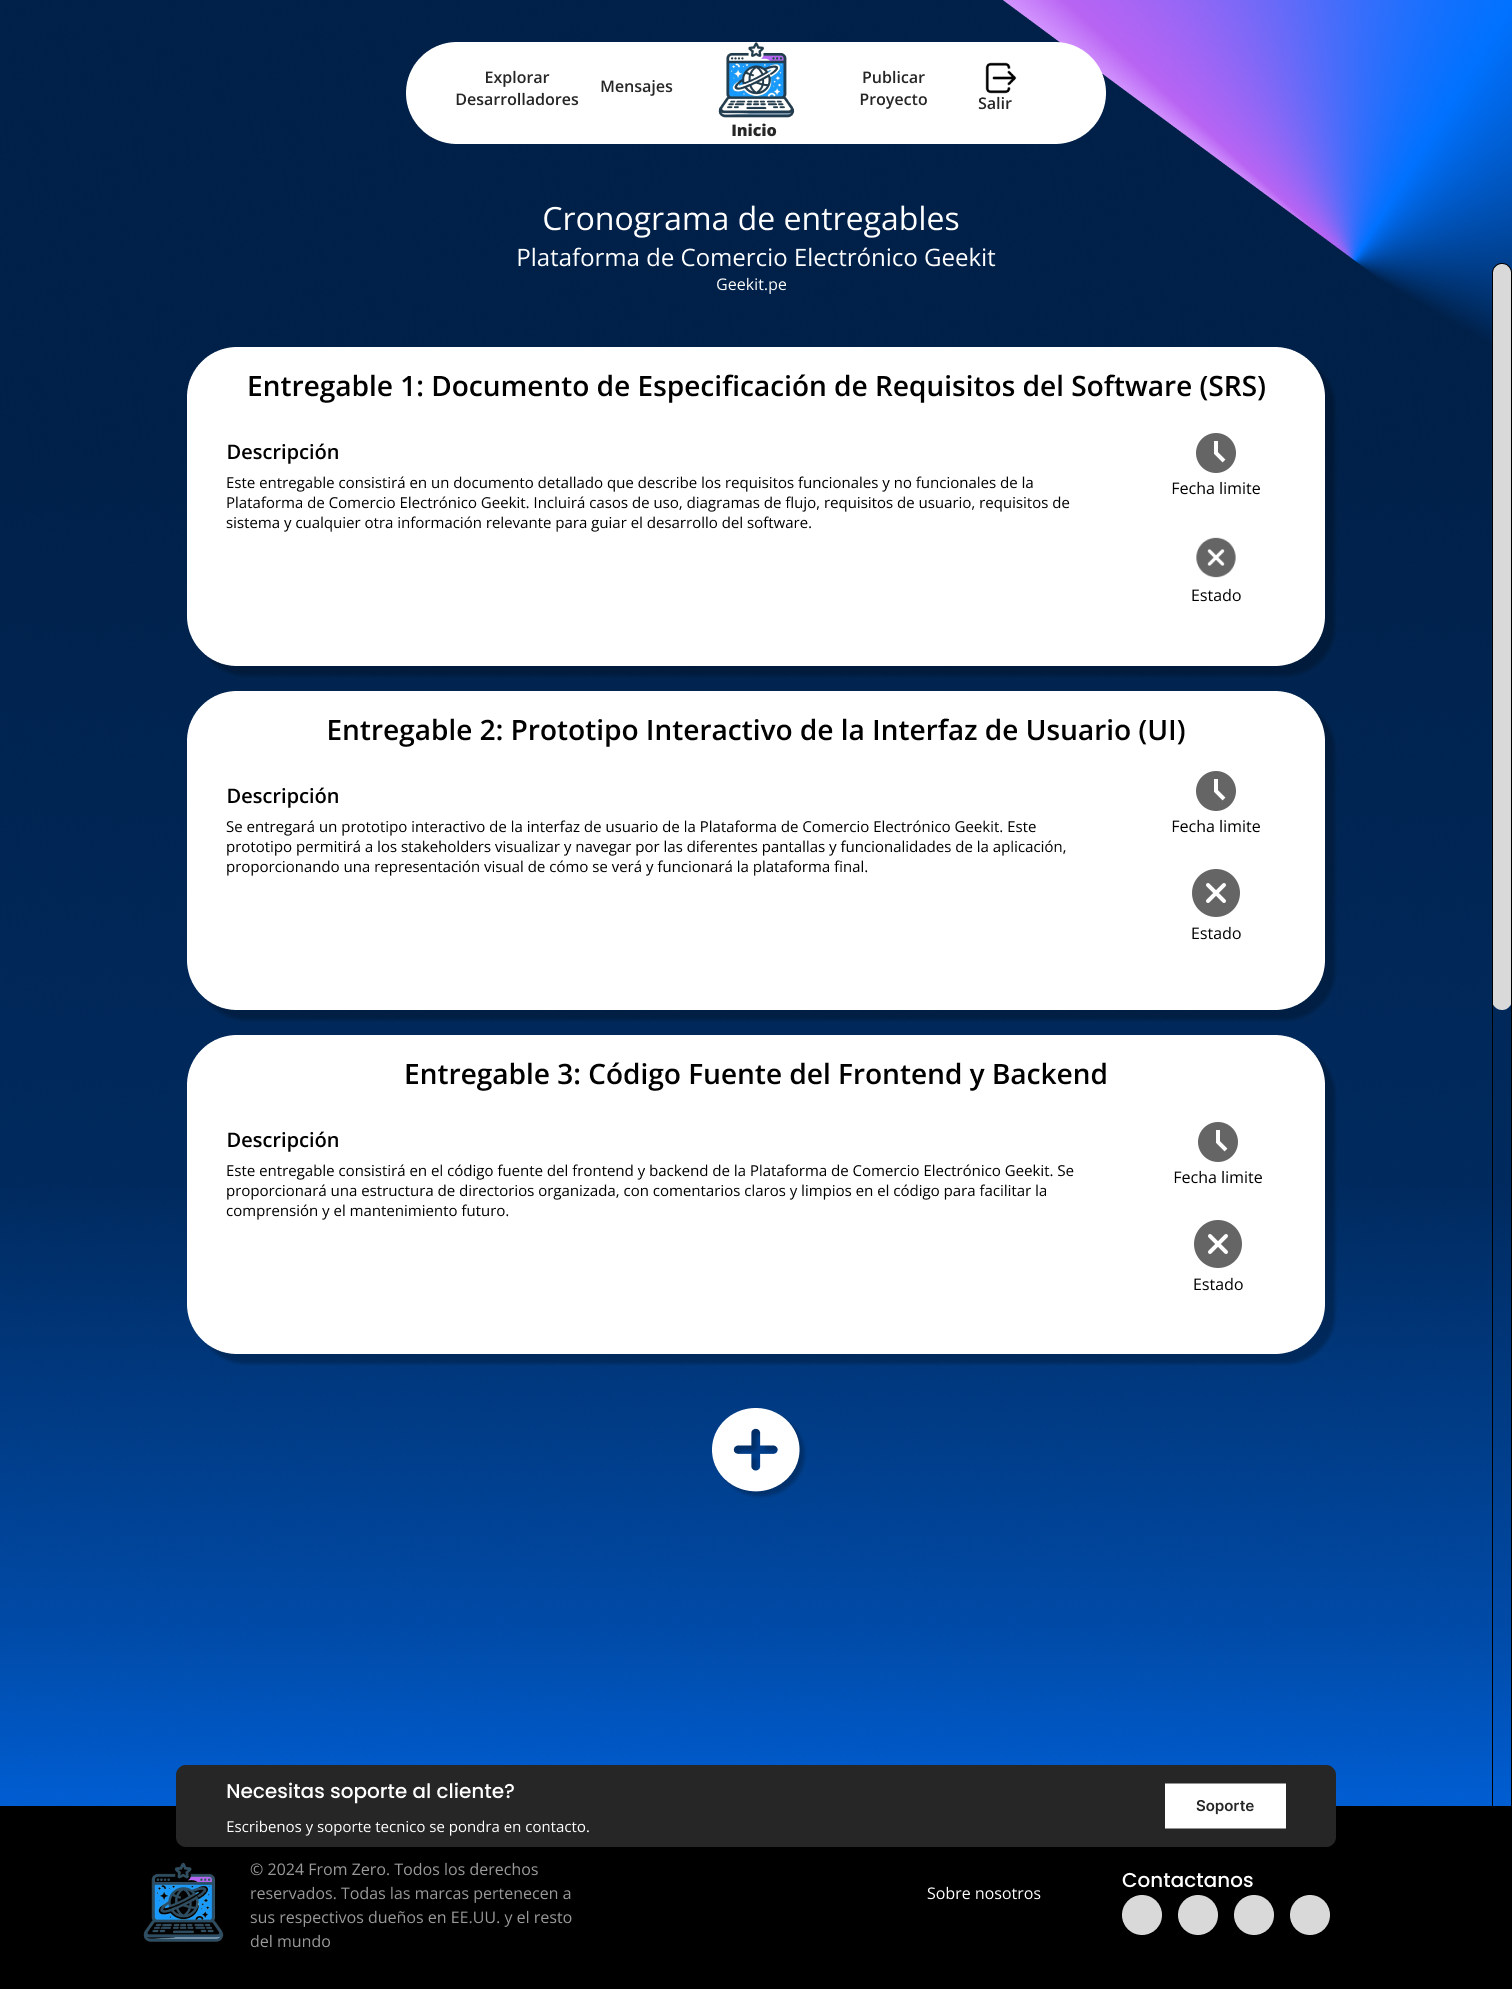 Explorar
Desarrolladores
Mensajes
Inicio
Publicar
Proyecto
Salir
Cronograma de entregables
Plataforma de Comercio Electrónico Geekit
Geekit.pe
Entregable 1: Documento de Especificación de Requisitos del Software (SRS)
Descripción
Este entregable consistirá en un documento detallado que describe los requisitos funcionales y no funcionales de la
Plataforma de Comercio Electrónico Geekit. Incluirá casos de uso, diagramas de flujo, requisitos de usuario, requisitos de
sistema y cualquier otra información relevante para guiar el desarrollo del software.
Fecha limite
Estado
Entregable 2: Prototipo Interactivo de la Interfaz de Usuario (UI)
Descripción
Se entregará un prototipo interactivo de la interfaz de usuario de la Plataforma de Comercio Electrónico Geekit. Este
prototipo permitirá a los stakeholders visualizar y navegar por las diferentes pantallas y funcionalidades de la aplicación,
proporcionando una representación visual de cómo se verá y funcionará la plataforma final.
Fecha limite
Estado
Entregable 3: Código Fuente del Frontend y Backend
Descripción
Este entregable consistirá en el código fuente del frontend y backend de la Plataforma de Comercio Electrónico Geekit. Se
proporcionará una estructura de directorios organizada, con comentarios claros y limpios en el código para facilitar la
comprensión y el mantenimiento futuro.
Fecha limite
Estado
Necesitas soporte al cliente?
Escribenos y soporte tecnico se pondra en contacto.
Soporte
© 2024 From Zero. Todos los derechos
reservados. Todas las marcas pertenecen a
sus respectivos dueños en EE.UU. y el resto
del mundo
Sobre nosotros
Contactanos